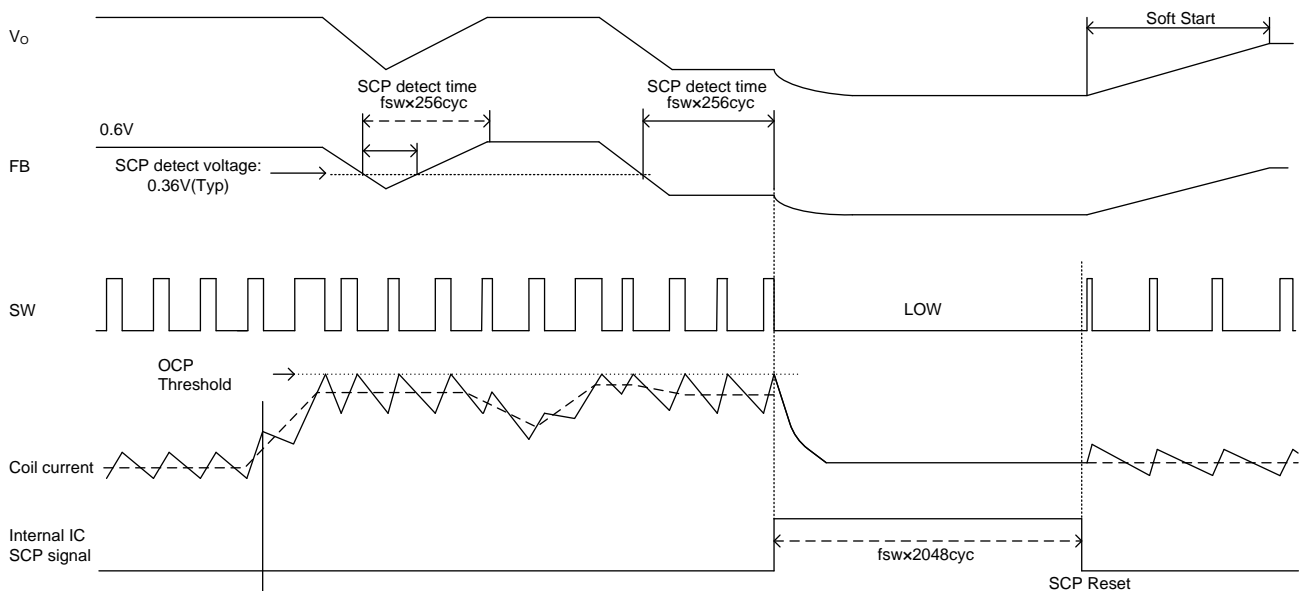 Soft Start
VO
SCP detect time
fsw×256cyc
SCP detect time
fsw×256cyc
0.6V
FB
SCP detect voltage:
0.36V(Typ)
SW
LOW
OCP
Threshold
Coil current
Internal IC
SCP signal
fsw×2048cyc
SCP Reset